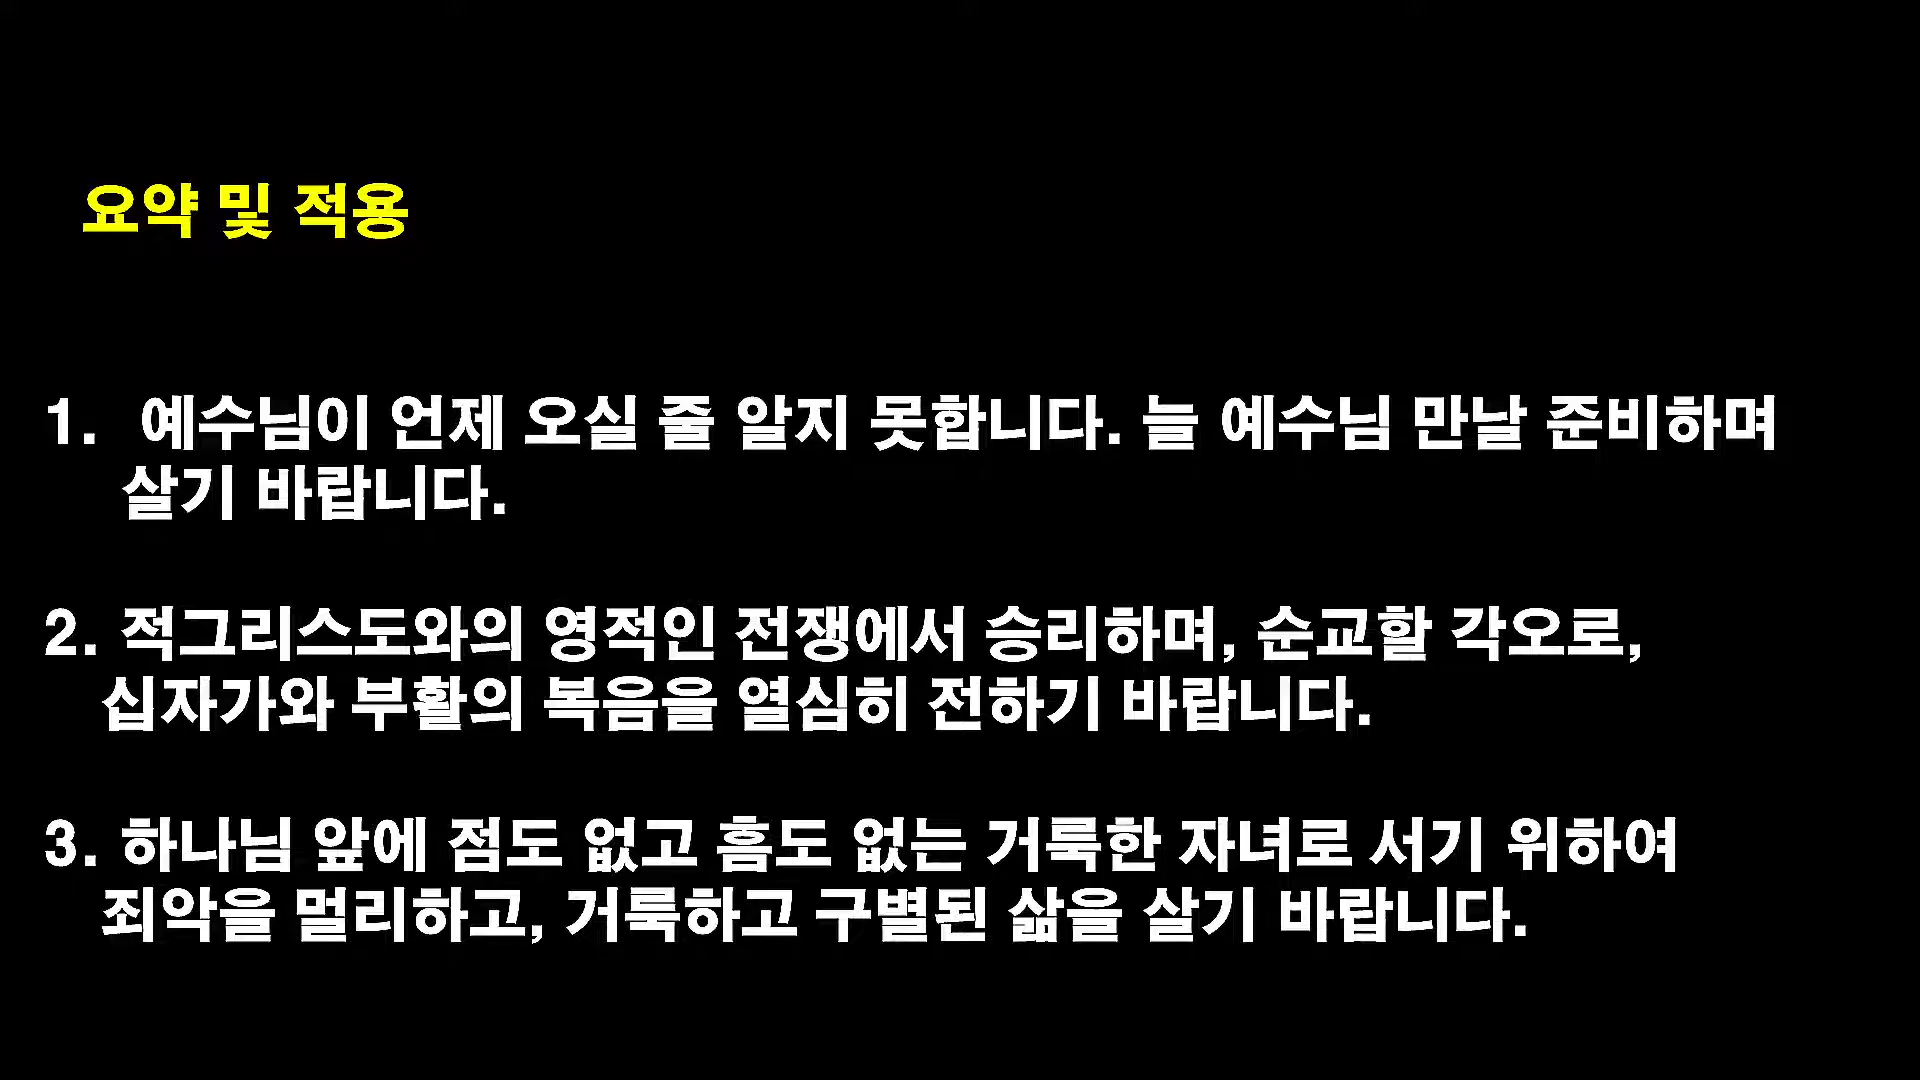 요약 및 적용
1. 예수님이 언제 오실 줄 알지 못합니다. 늘 예수님 만날 준비하며
살기 바랍니다.
2. 적그리스도와의 영적인 전쟁에서 승리하며, 순교할 각오로,
십자가와 부활의 복음을 열심히 전하기 바랍니다.
3. 하나님 앞에 점도 없고 흠도 없는 거룩한 자녀로 서기 위하여
죄악을 멀리하고, 거룩하고 구별된 삶을 살기 바랍니다.